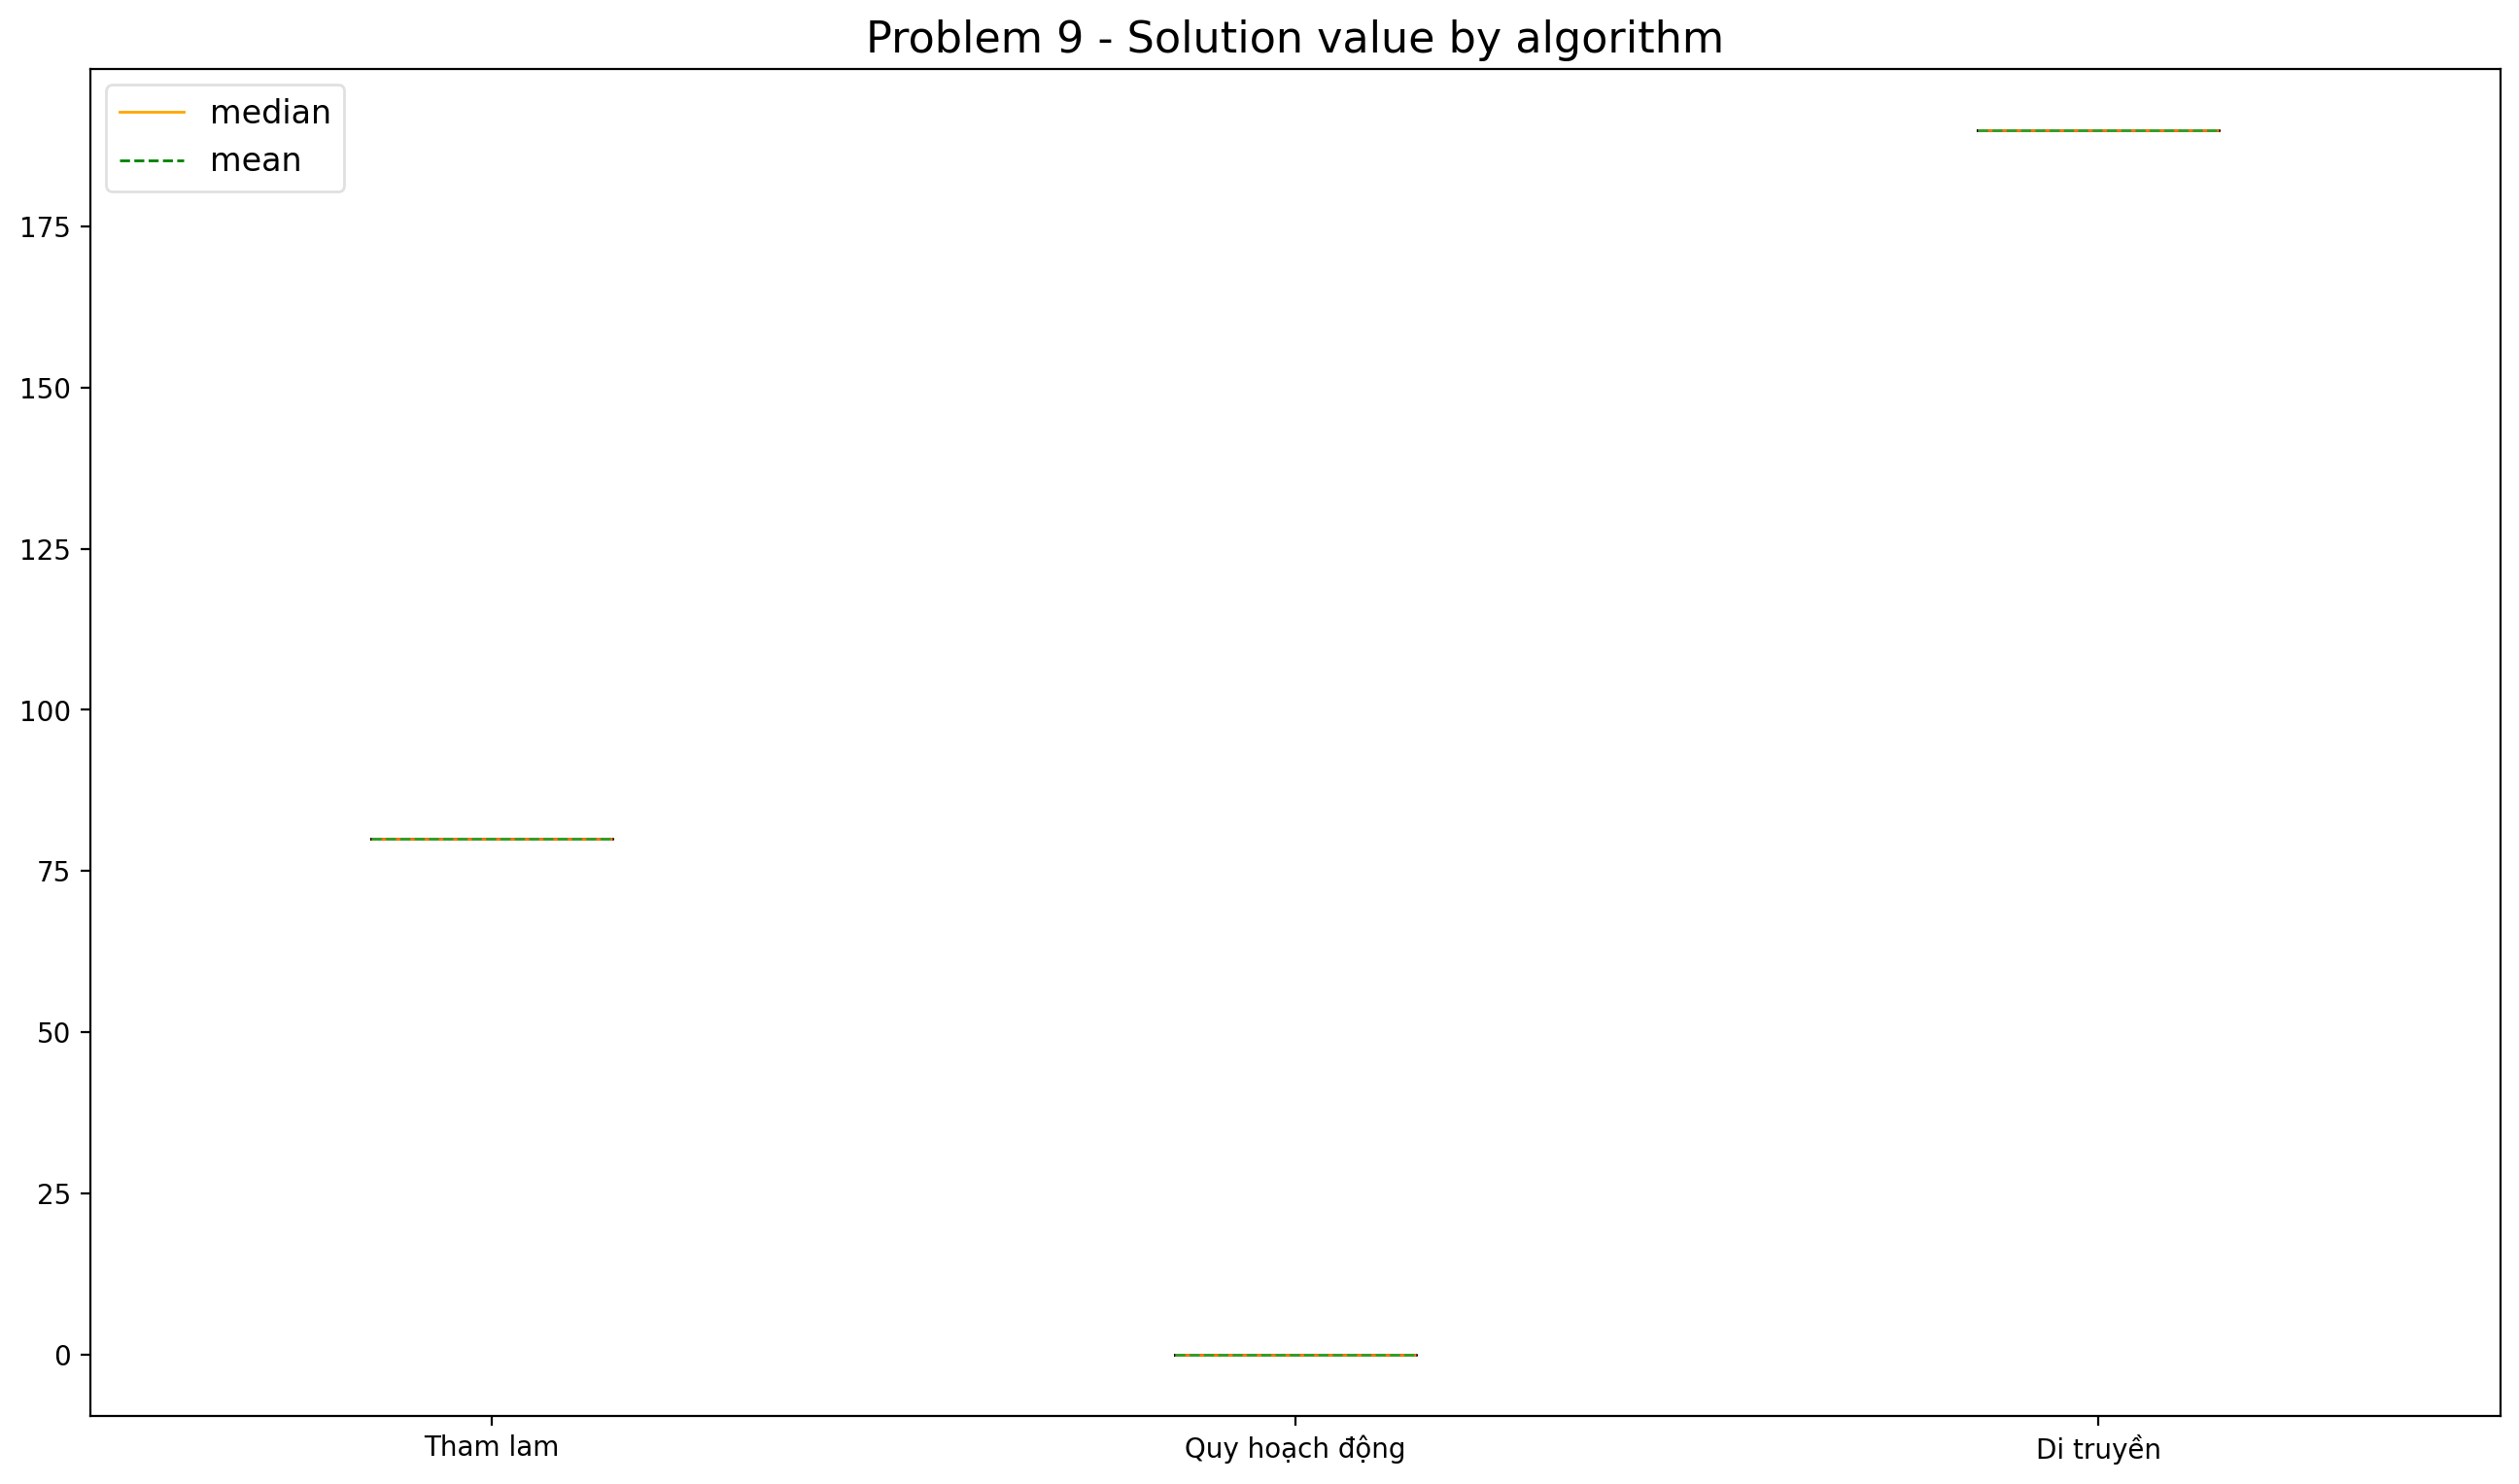 Problem 9 - Solution value by algorithm
median
mean
175
150
125
100
75
50
25
0
Tham lam
Quy hoạch động
Di truyền